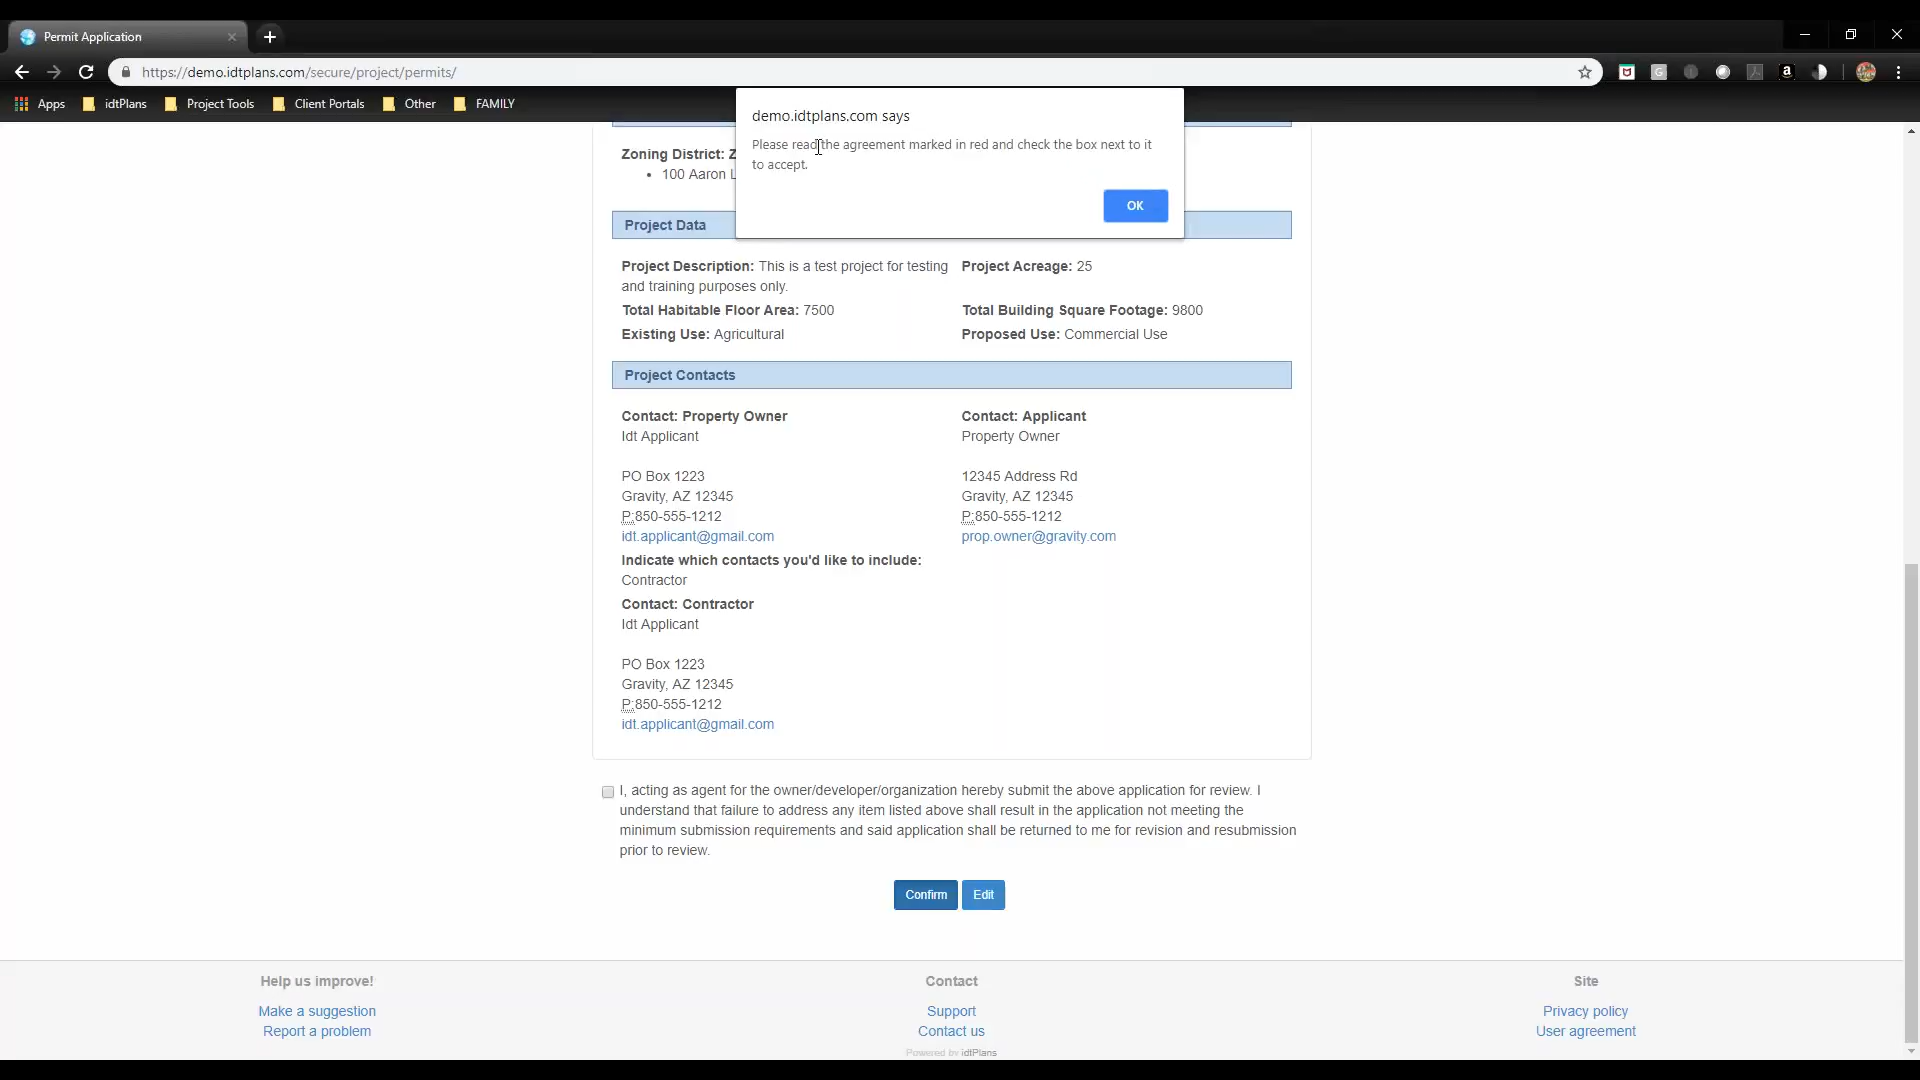 Permit Application
https://demo.idtplans.com/secure/project/permits/
Apps
idtPlans
Project Tools
Client Portals
Other
FAMILY
demo.idtplans.com says
Please read the agreement marked in red and check the box next to it
to accept.
OK
Zoning District: Z
• 100 Aaron L
Project Data
Project Description: This is a test project for testing
and training purposes only.
Project Acreage: 25
Total Habitable Floor Area: 7500
Total Building Square Footage: 9800
Existing Use: Agricultural
Proposed Use: Commercial Use
Project Contacts
Contact: Property Owner
Idt Applicant
PO Box 1223
Gravity, AZ 12345
P:850-555-1212
idt.applicant@gmail.com
Contact: Applicant
Property Owner
12345 Address Rd
Gravity, AZ 12345
P:850-555-1212
prop.owner@gravity.com
Indicate which contacts you'd like to include:
Contractor
Contact: Contractor
Idt Applicant
PO Box 1223
Gravity, AZ 12345
P:850-555-1212
idt.applicant@gmail.com
I, acting as agent for the owner/developer/organization hereby submit the above application for review. I
understand that failure to address any item listed above shall result in the application not meeting the
minimum submission requirements and said application shall be returned to me for revision and resubmission
prior to review.
Confirm
Edit
Help us improve!
Make a suggestion
Report a problem
Contact
Support
Contact us
Powered by idtPlans
Site
Privacy policy
User agreement